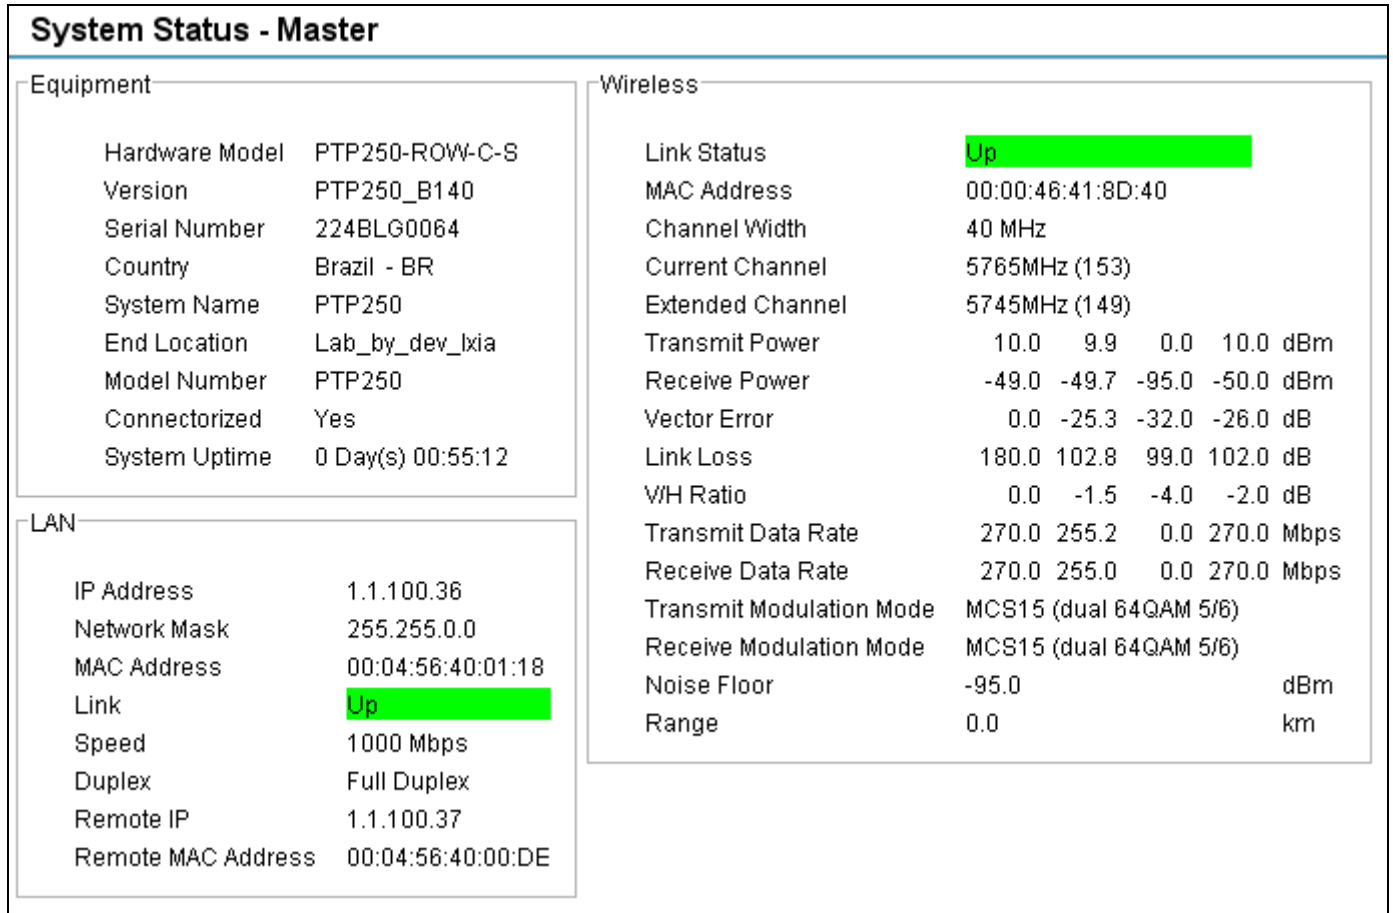 System Status - Master
Equipment
Hardware Model PTP250-ROW-C-S
Version PTP250_B140
Serial Number 224BLG0064
Country Brazil - BR
System Name PTP250
End Location Lab_by_dev_Ixia
Model Number PTP250
Connectorized Yes
System Uptime 0 Day(s) 00:55:12
LAN
IP Address 1.1.100.36
Network Mask 255.255.0.0
MAC Address 00:04:56:40:01:18
Link Up
Speed 1000 Mbps
Duplex Full Duplex
Remote IP 1.1.100.37
Remote MAC Address 00:04:56:40:00:DE
Wireless
Link Status Up
MAC Address 00:00:46:41:8D:40
Channel Width 40 MHz
Current Channel 5765MHz (153)
Extended Channel 5745MHz (149)
Transmit Power 10.0 9.9 0.0 10.0 dBm
Receive Power -49.0 -49.7 -95.0 -50.0 dBm
Vector Error 0.0 -25.3 -32.0 -26.0 dB
Link Loss 180.0 102.8 99.0 102.0 dB
V/H Ratio 0.0 -1.5 -4.0 -2.0 dB
Transmit Data Rate 270.0 255.2 0.0 270.0 Mbps
Receive Data Rate 270.0 255.0 0.0 270.0 Mbps
Transmit Modulation Mode MCS15 (dual 64QAM 5/6)
Receive Modulation Mode MCS15 (dual 64QAM 5/6)
Noise Floor -95.0 dBm
Range 0.0 km